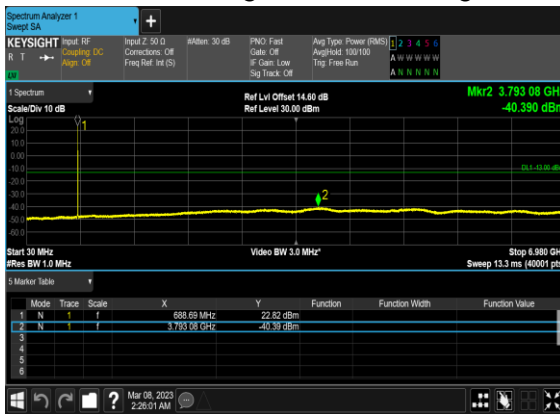 Spectrum Analyzer 1
Swept SA
KEYSIGHT Input: RF Input Z: 50 Ω #Atten: 30 dB PNO: Fast Avg Type: Power (RMS) 1 2 3 4 5 6
R T Coupling: DC Corrections: Off Gate: Off Avg|Hold: 100/100 A W W W W W
Align: Off Freq Ref: Int (S) IF Gain: Low Trig: Free Run
Sig Track: Off A N N N N N
LXI
1 Spectrum Ref Lvl Offset 14.60 dB Mkr2 3.793 08 GH
Scale/Div 10 dB Ref Level 30.00 dBm -40.390 dBm
Log
20.0 1
10.0
0.00
-10.0 DL1 -13.00 dB
-20.0
-30.0 2
-40.0
-50.0
-60.0
Start 30 MHz Video BW 3.0 MHz* Stop 6.980 GH
#Res BW 1.0 MHz Sweep 13.3 ms (40001 pts
5 Marker Table
Mode Trace Scale X Y Function Function Width Function Value
1 N 1 f 688.69 MHz 22.82 dBm
2 N 1 f 3.793 08 GHz -40.39 dBm
3
4
5
6
? Mar 08, 2023
2:26:01 AM